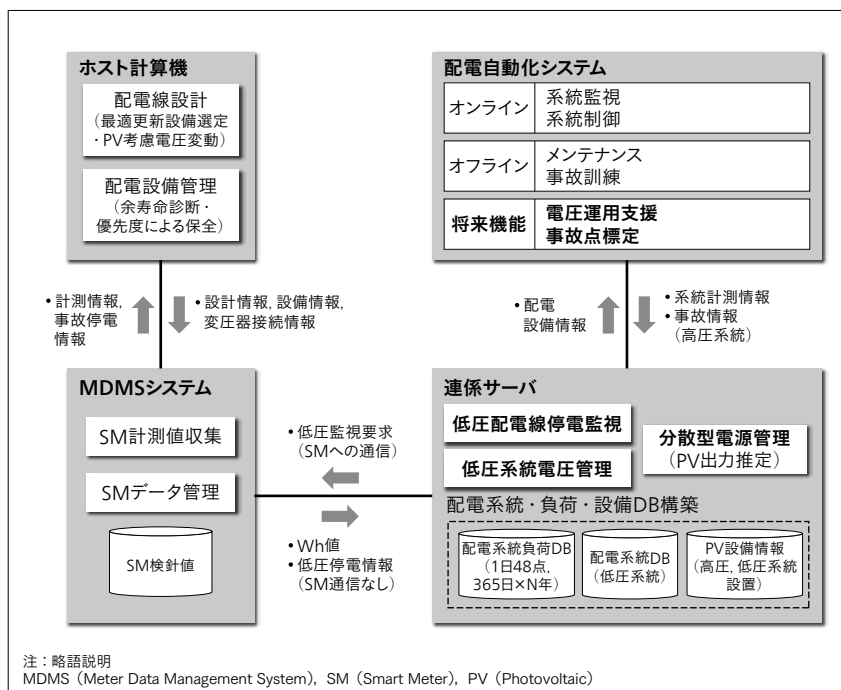 ホスト計算機
配電線設計
（最適更新設備選定
・PV考慮電圧変動）
配電設備管理
（余寿命診断・
優先度による保全）
配電自動化システム
オンライン
系統監視
系統制御
オフライン
メンテナンス
事故訓練
将来機能
電圧運用支援
事故点標定
• 計測情報,
事故停電
情報
• 設計情報, 設備情報,
変圧器接続情報
• 配電
設備情報
• 系統計測情報
• 事故情報
（高圧系統）
MDMSシステム
SM計測値収集
SMデータ管理
SM検針値
• 低圧監視要求
（SMへの通信）
• Wh値
• 低圧停電情報
（SM通信なし）
連係サーバ
低圧配電線停電監視
低圧系統電圧管理
分散型電源管理
（PV出力推定）
配電系統・負荷・設備DB構築
配電系統負荷DB
（1日48点,
365日×N年）
配電系統DB
（低圧系統）
PV設備情報
（高圧, 低圧系統
設置）
注：略語説明
MDMS（Meter Data Management System）, SM（Smart Meter）, PV（Photovoltaic）